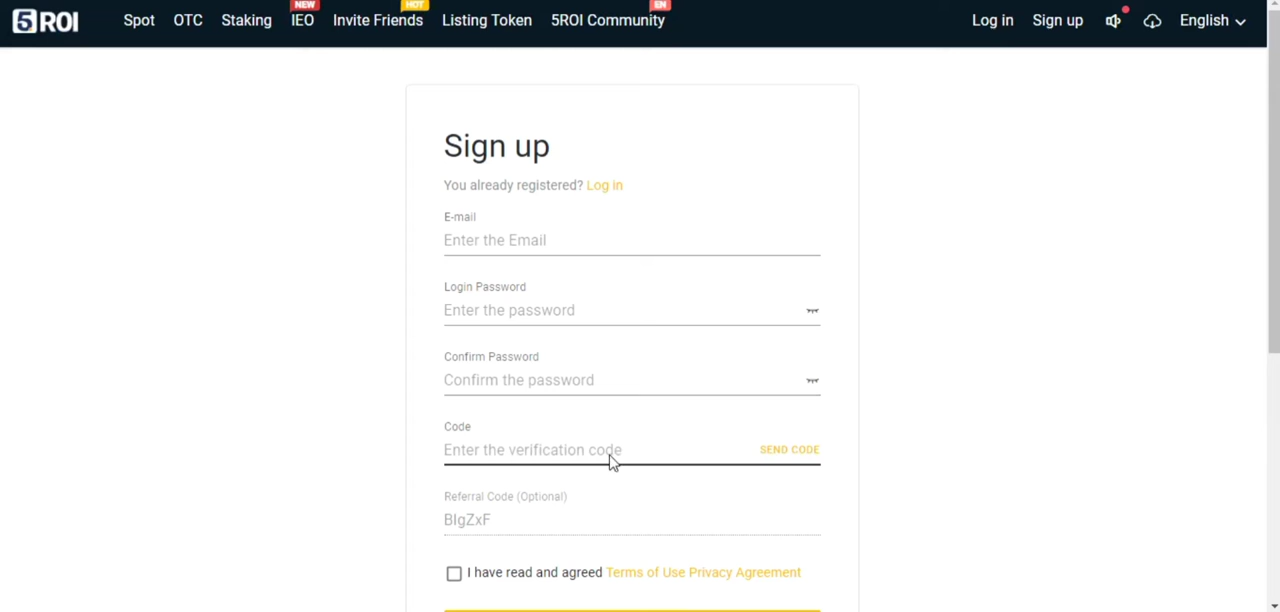 5ROI Spot OTC Staking NEW IEO HOT Invite Friends Listing Token EN 5ROI Community Log in Sign up English
Sign up
You already registered? Log in
E-mail
Enter the Email
Login Password
Enter the password
Confirm Password
Confirm the password
Code
Enter the verification code SEND CODE
Referral Code (Optional)
BIgZxF
I have read and agreed Terms of Use Privacy Agreement